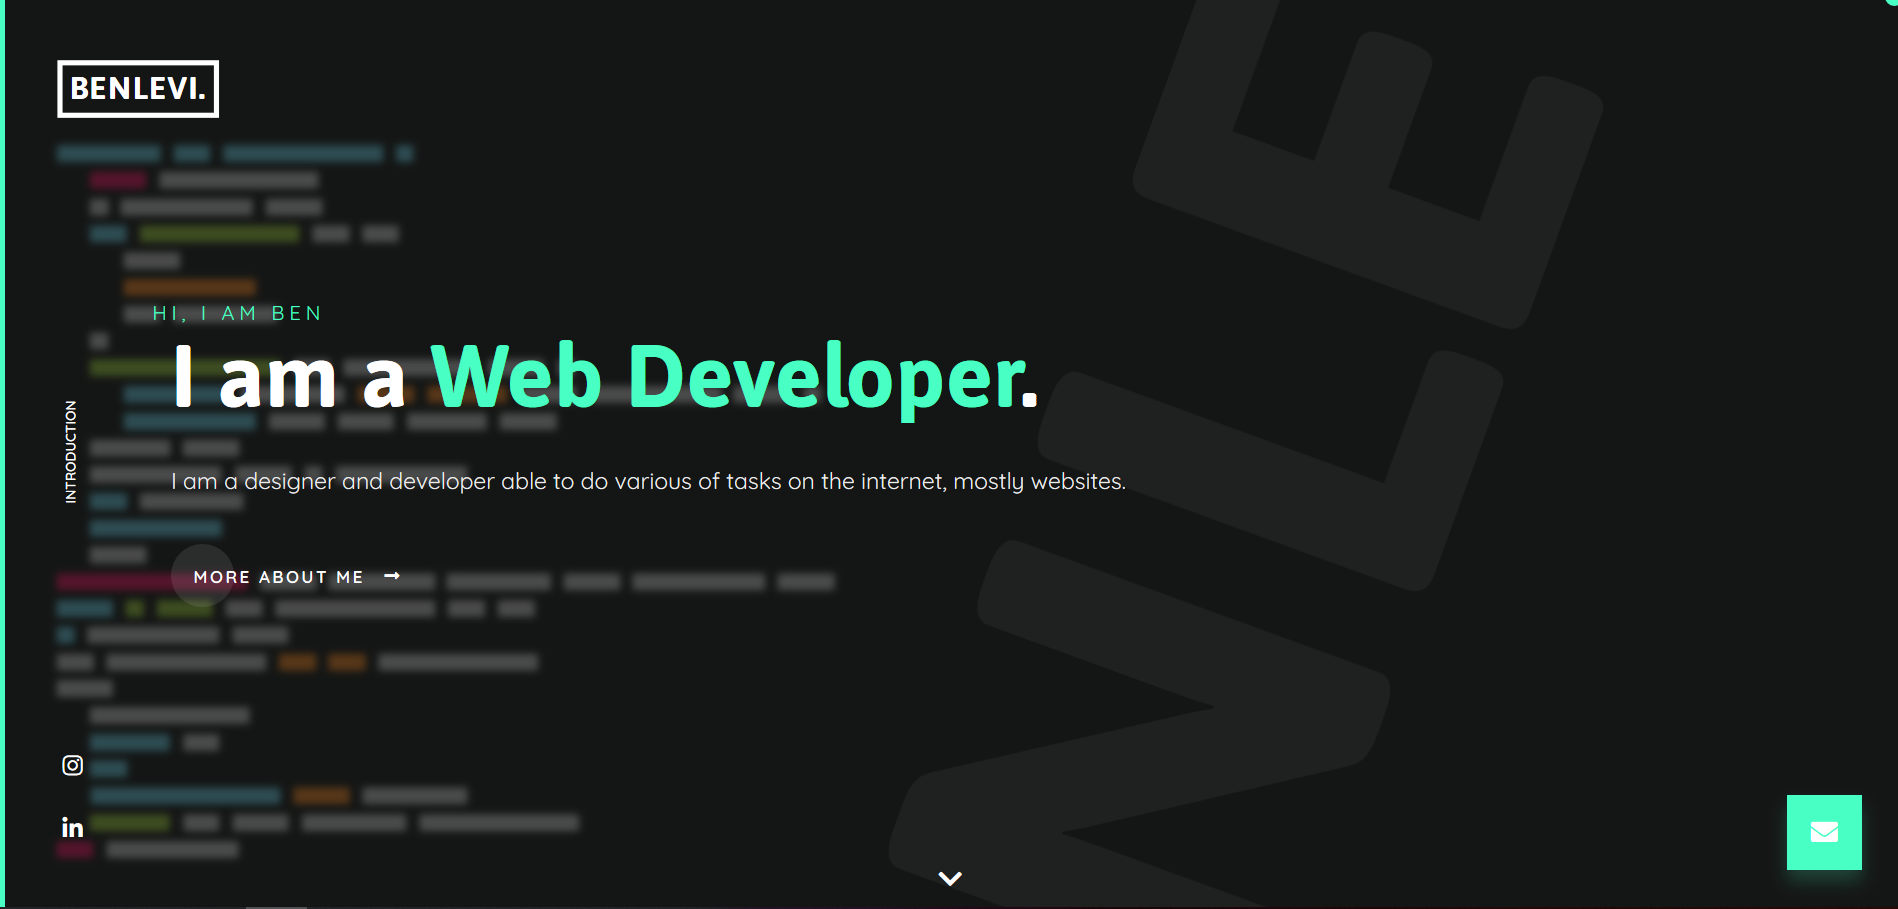 BENLEVI.
HI, I AM BEN
I am a Web Developer.
INTRODUCTION
I am a designer and developer able to do various of tasks on the internet, mostly websites.
MORE ABOUT ME
in